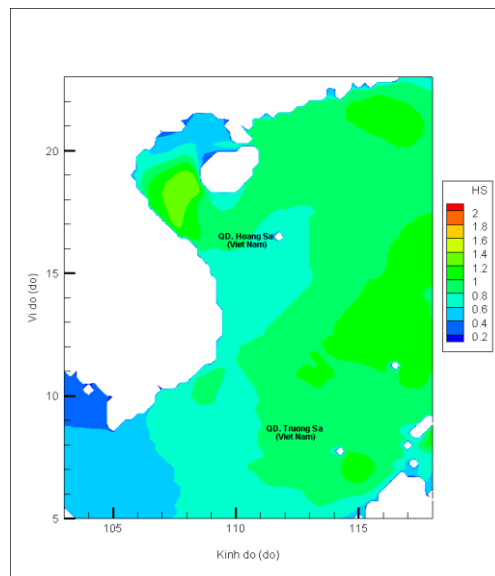 20
15
10
5
105
110
115
Vi do (do)
Kinh do (do)
QD. Hoang Sa
(Viet Nam)
QD. Truong Sa
(Viet Nam)
HS
2
1.8
1.6
1.4
1.2
1
0.8
0.6
0.4
0.2